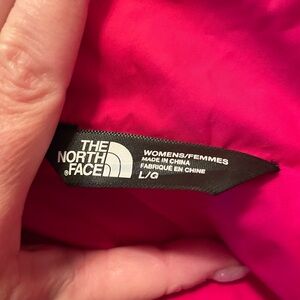 THE
NORTH
FACE
®
WOMENS/FEMMES
MADE IN CHINA
FABRIQUÉ EN CHINE
L/G